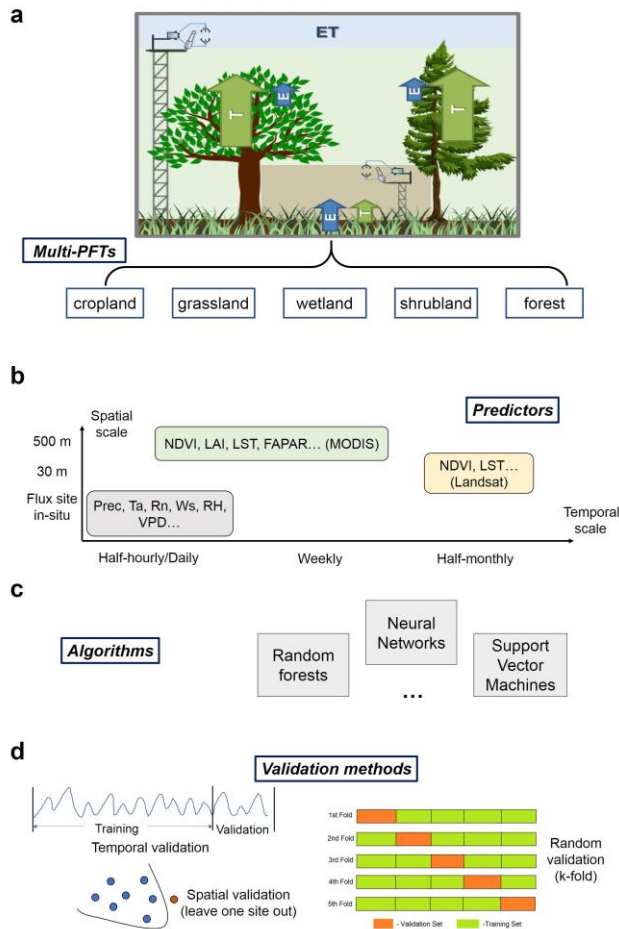 a
ET
T
E
E
T
E
T
Multi-PFTs
cropland
grassland
wetland
shrubland
forest
b
Spatial
scale
Predictors
500 m
30 m
Flux site
in-situ
NDVI, LAI, LST, FAPAR… (MODIS)
NDVI, LST…
(Landsat)
Prec, Ta, Rn, Ws, RH,
VPD…
Temporal
scale
Half-hourly/Daily
Weekly
Half-monthly
c
Algorithms
Random
forests
Neural
Networks
...
Support
Vector
Machines
d
Validation methods
Training
Validation
Temporal validation
Spatial validation
(leave one site out)
1st Fold
2nd Fold
3rd Fold
4th Fold
5th Fold
Random
validation
(k-fold)
- Validation Set
-Training Set